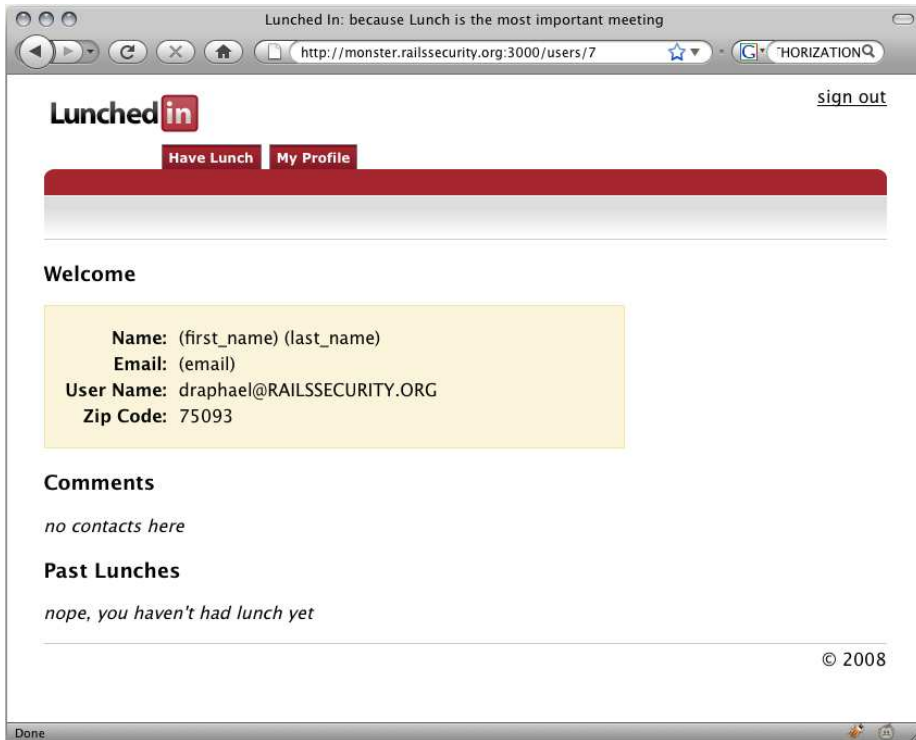 Lunched In: because Lunch is the most important meeting
http://monster.railssecurity.org:3000/users/7
HORIZATION
sign out
Lunched in
Have Lunch My Profile
Welcome
Name: (first_name) (last_name)
Email: (email)
User Name: draphael@RAILSSECURITY.ORG
Zip Code: 75093
Comments
no contacts here
Past Lunches
nope, you haven't had lunch yet
© 2008
Done